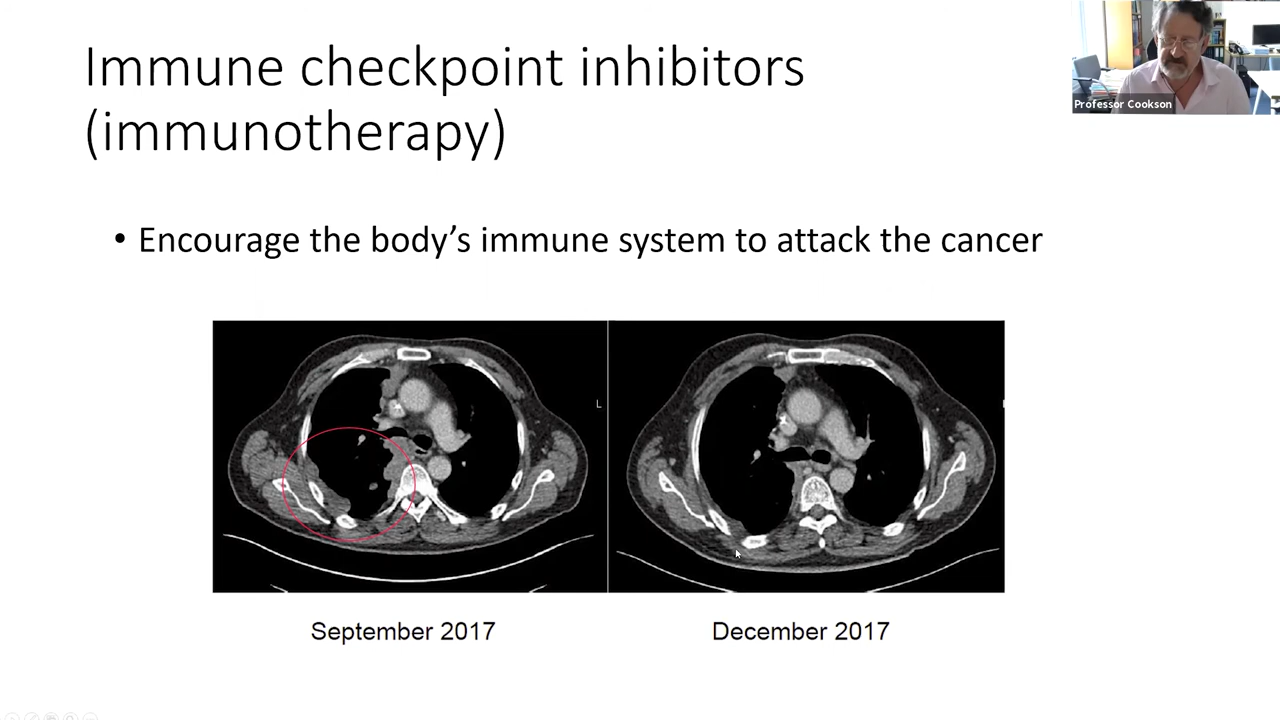 Immune checkpoint inhibitors
(immunotherapy)
Professor Cookson
• Encourage the body’s immune system to attack the cancer
L
September 2017
December 2017